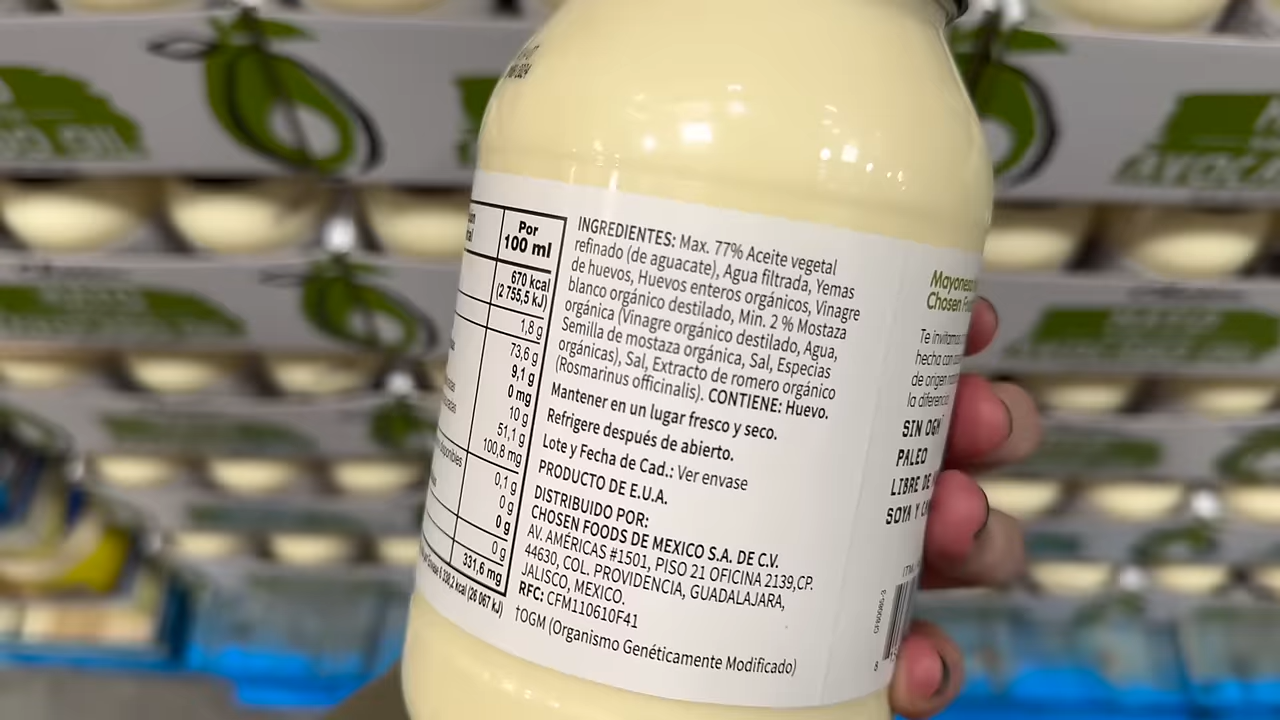 Por
100 ml
670 kcal
(2 755,5 kJ)
1,8 g
73,6 g
9,1 g
0 mg
10 g
51,1 g
100,8 mg
0,1 g
0 g
0 g
0 g
331,6 mg
kcal (26 067 kJ)
INGREDIENTES: Max. 77% Aceite vegetal
refinado (de aguacate), Agua filtrada, Yemas
de huevos, Huevos enteros orgánicos, Vinagre
blanco orgánico destilado, Min. 2 % Mostaza
orgánica (Vinagre orgánico destilado, Agua,
Semilla de mostaza orgánica, Sal, Especias
orgánicas), Sal, Extracto de romero orgánico
(Rosmarinus officinalis). CONTIENE: Huevo.
Mantener en un lugar fresco y seco.
Refrigere después de abierto.
Lote y Fecha de Cad.: Ver envase
PRODUCTO DE E.U.A.
DISTRIBUIDO POR:
CHOSEN FOODS DE MEXICO S.A. DE C.V.
AV. AMÉRICAS #1501, PISO 21 OFICINA 2139,CP.
44630, COL. PROVIDENCIA, GUADALAJARA,
JALISCO, MEXICO.
RFC: CFM110610F41
†OGM (Organismo Genéticamente Modificado)
Mayonesa
Chosen
Te invitamos
hecha con
de origen
la diferencia
SIN OGM
PALEO
LIBRE DE
SOYA Y